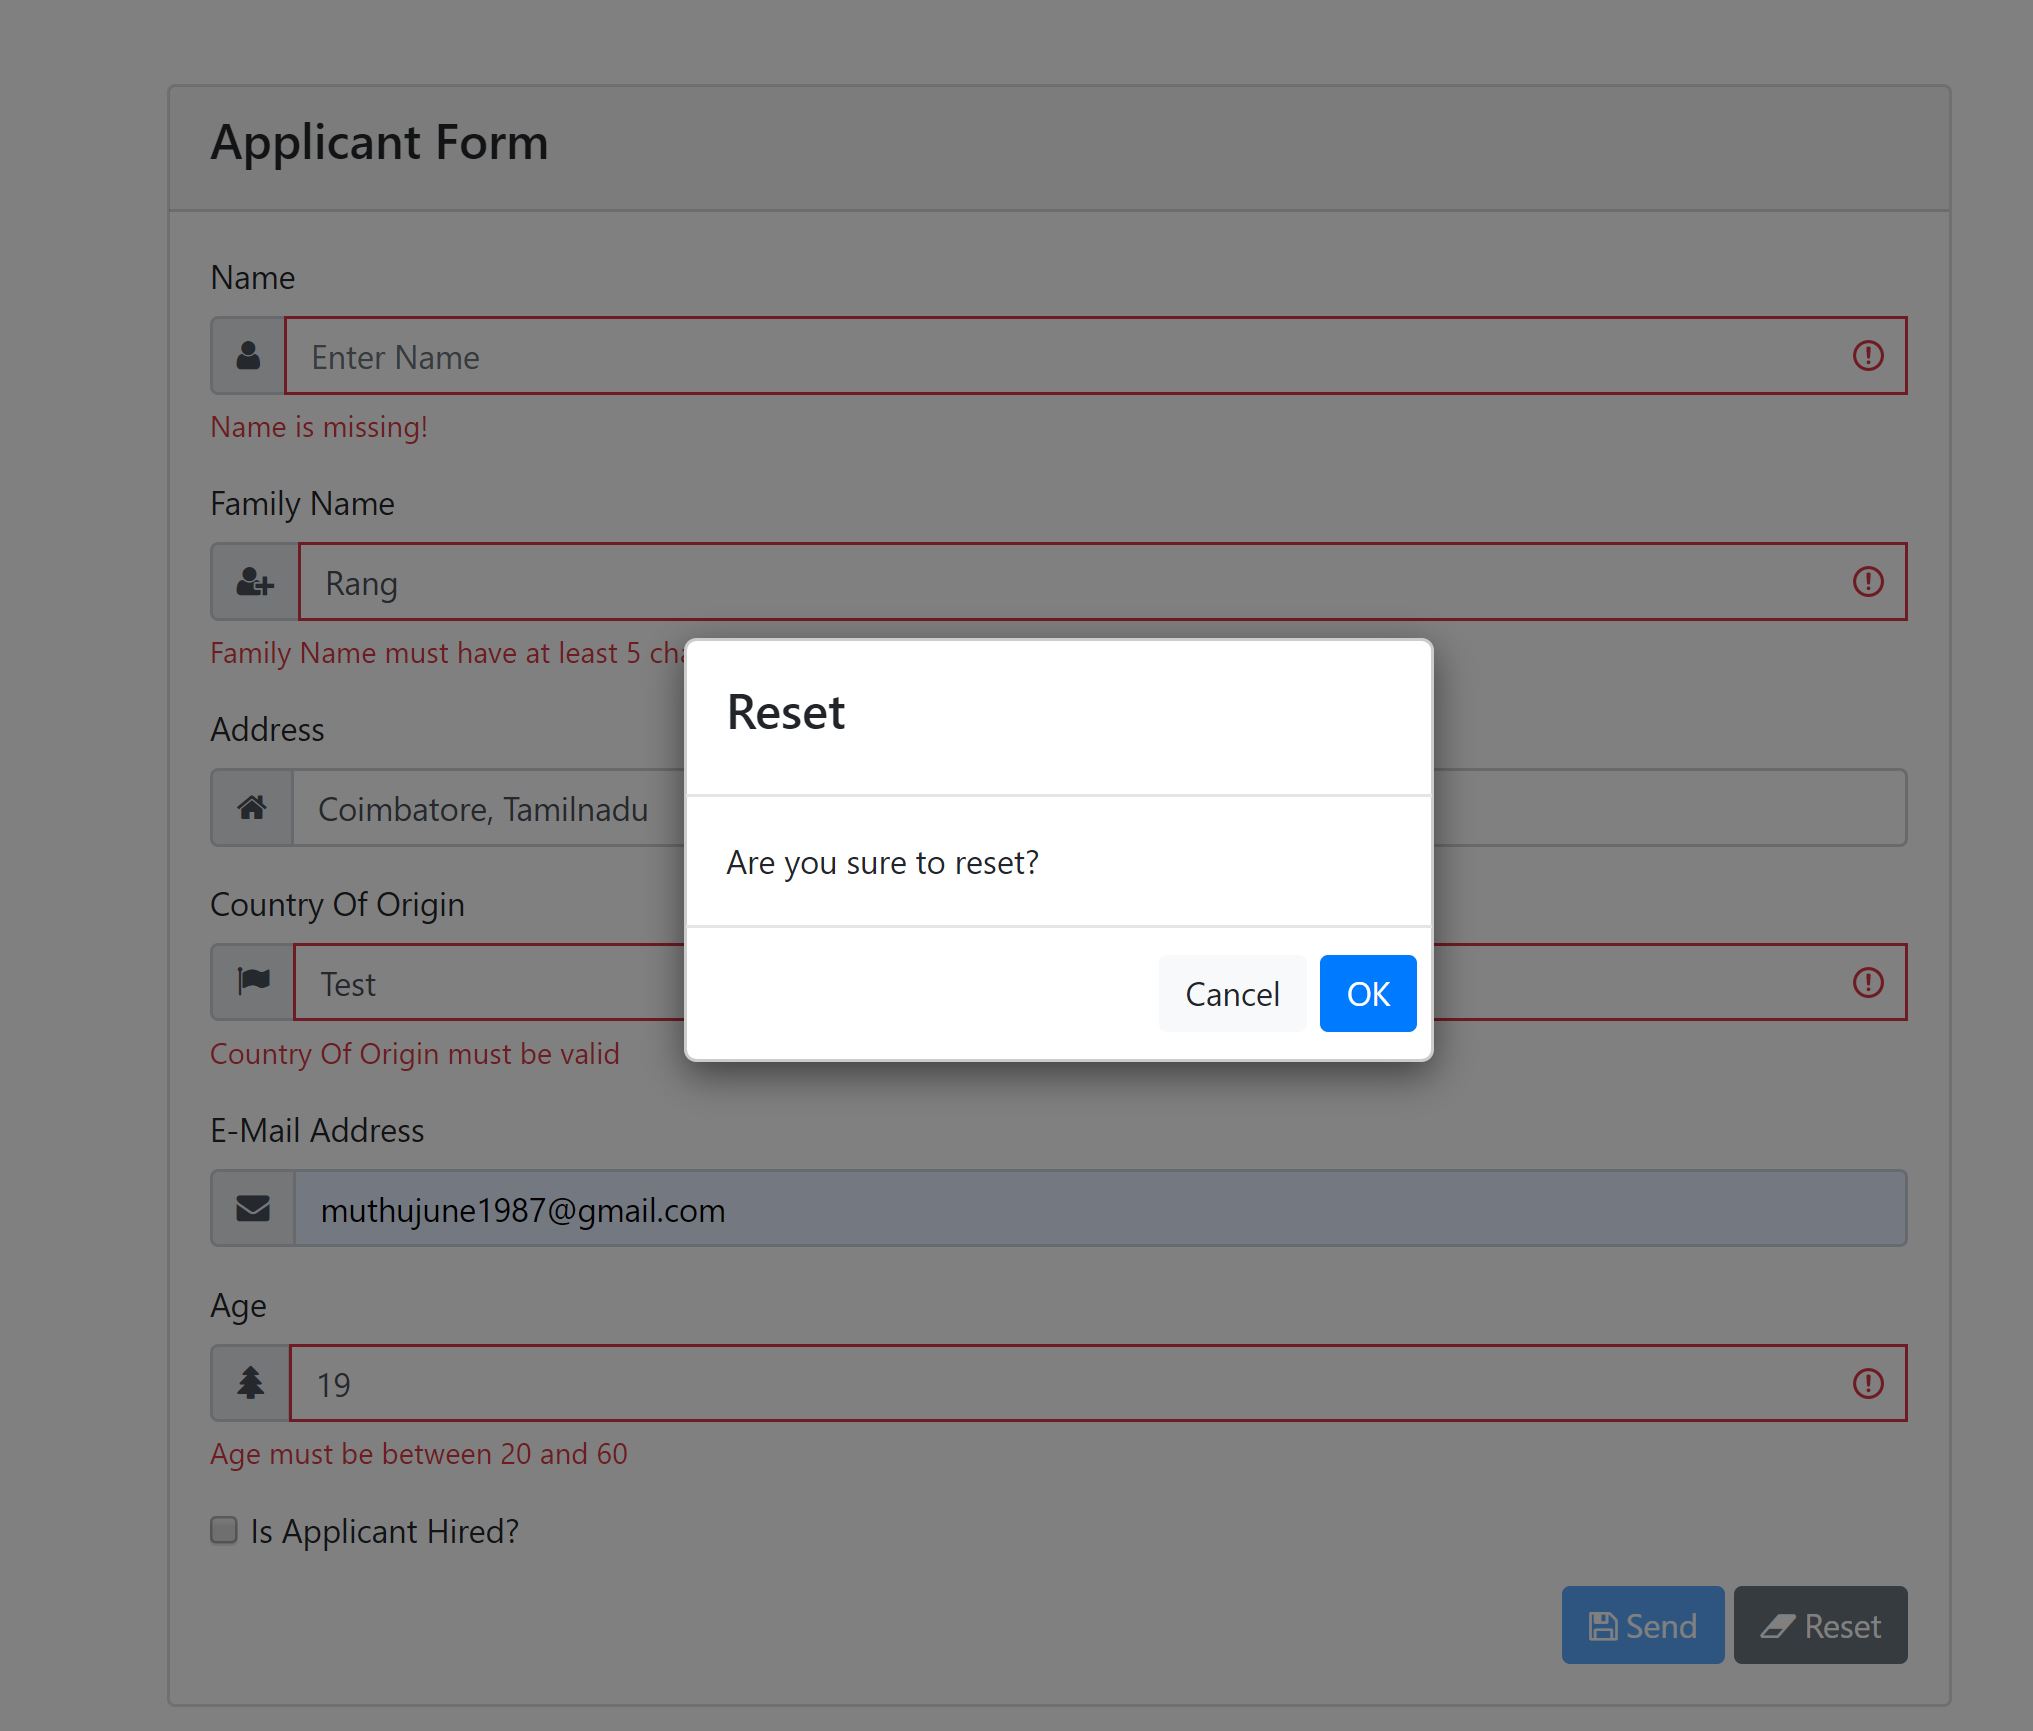 Applicant Form
Name
Enter Name
Name is missing!
Family Name
Rang
Family Name must have at least 5
Reset
Address
Coimbatore, Tamilnadu
Are you sure to reset?
Country Of Origin
Test
Cancel OK
Country Of Origin must be valid
E-Mail Address
muthujune1987@gmail.com
Age
19
Age must be between 20 and 60
Is Applicant Hired?
Send Reset